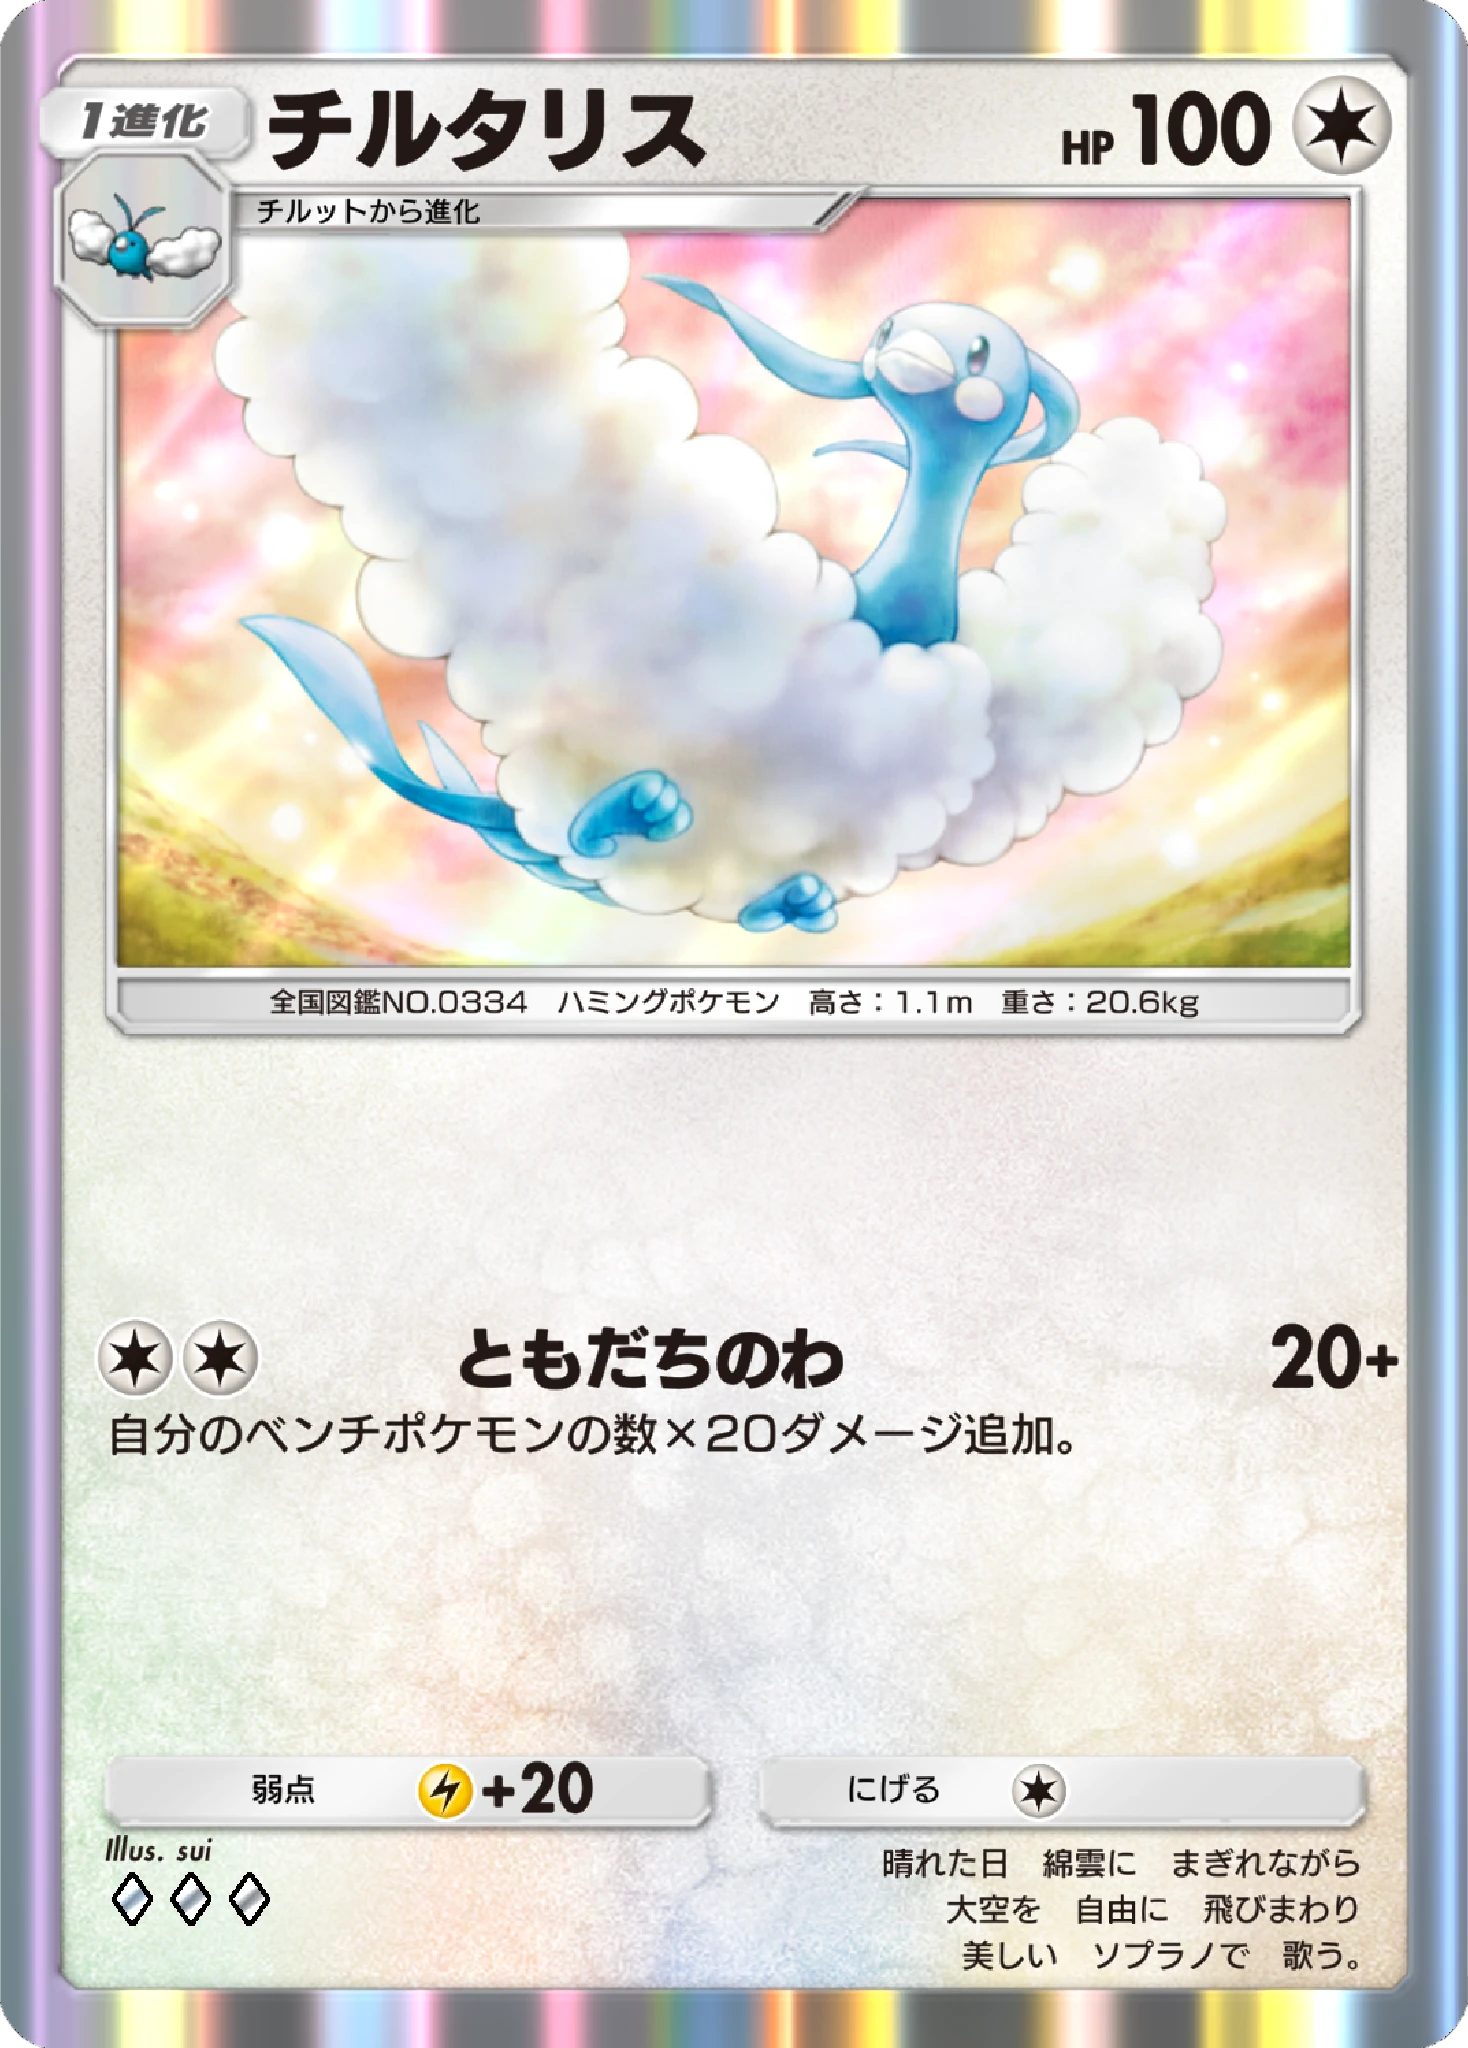 1進化
チルタリス
HP 100
チルットから進化
全国図鑑NO.0334 ハミングポケモン 高さ：1.1m 重さ：20.6kg
ともだちのわ 20+
自分のベンチポケモンの数×20ダメージ追加。
弱点 +20
にげる
Illus. sui
晴れた日 綿雲に まぎれながら
大空を 自由に 飛びまわり
美しい ソプラノで 歌う。